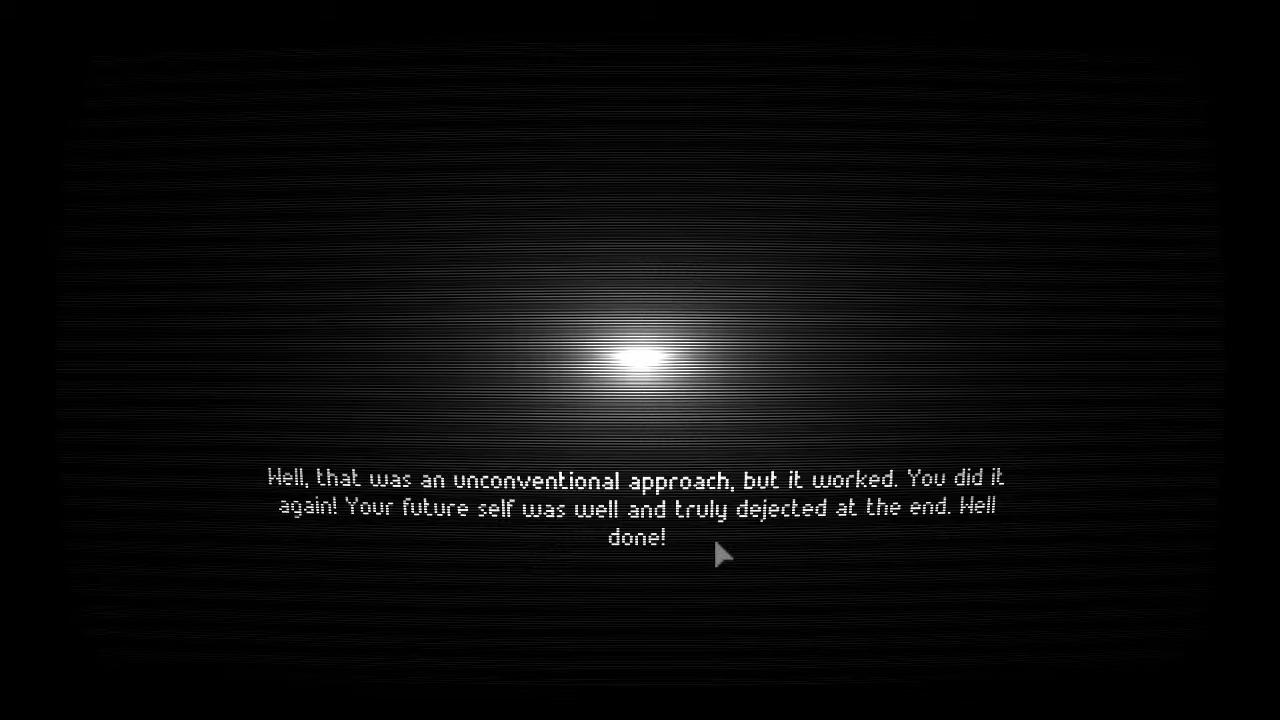 Well, that was an unconventional approach, but it worked. You did it
again! Your future self was well and truly dejected at the end. Well
done!